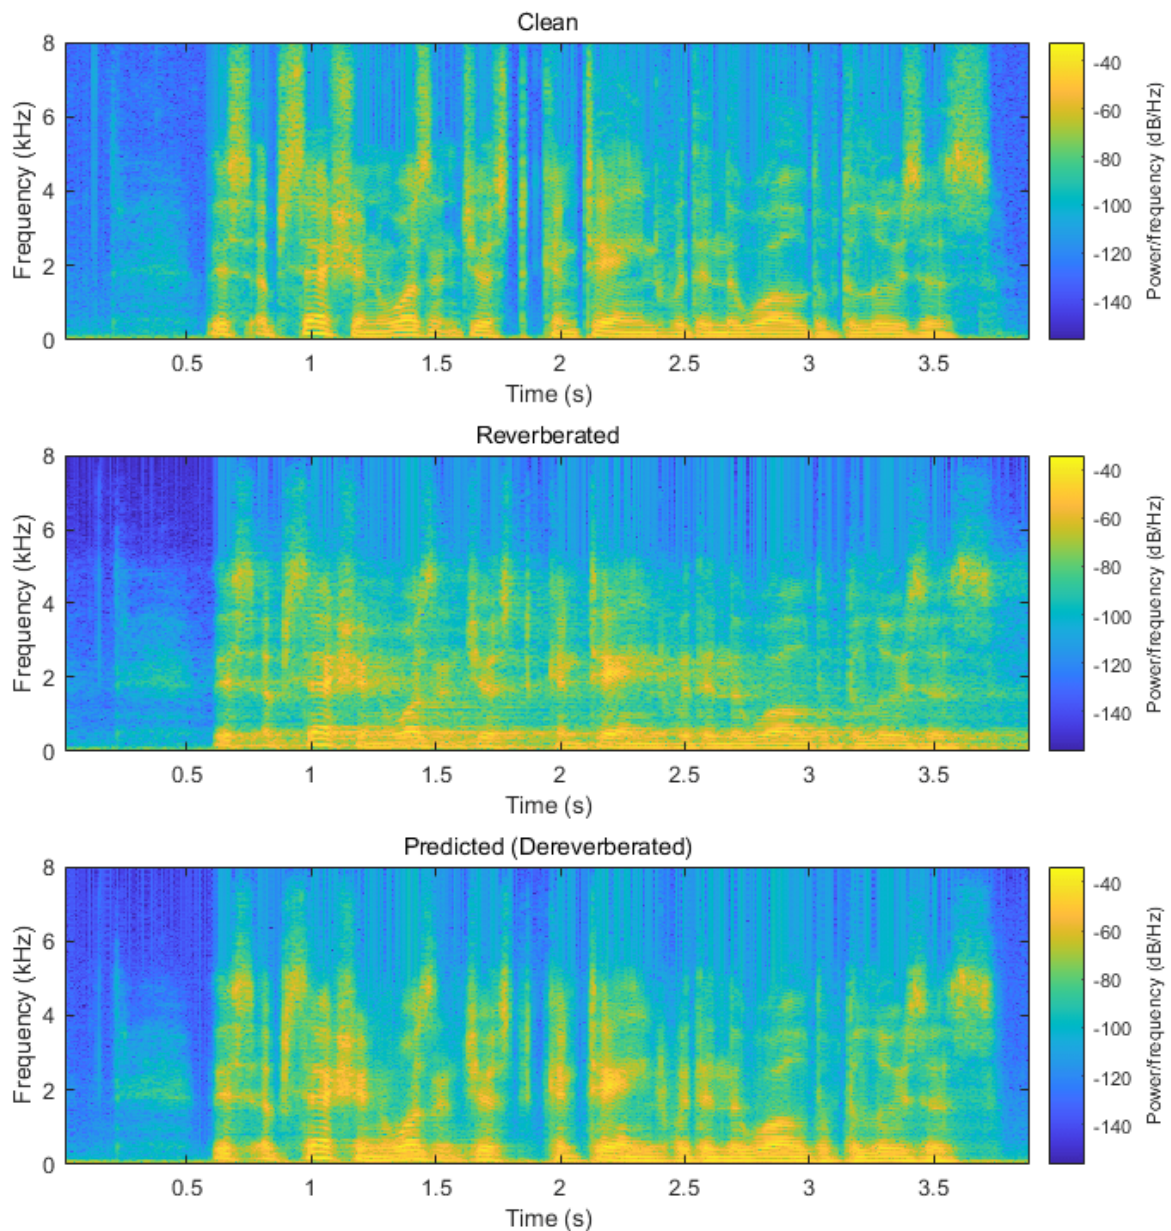 Clean
Frequency (kHz)
8
6
4
2
0
0.5 1 1.5 2 2.5 3 3.5
Time (s)
-40
-60
-80
-100
-120
-140
Power/frequency (dB/Hz)
Reverberated
Frequency (kHz)
8
6
4
2
0
0.5 1 1.5 2 2.5 3 3.5
Time (s)
-40
-60
-80
-100
-120
-140
Power/frequency (dB/Hz)
Predicted (Dereverberated)
Frequency (kHz)
8
6
4
2
0
0.5 1 1.5 2 2.5 3 3.5
Time (s)
-40
-60
-80
-100
-120
-140
Power/frequency (dB/Hz)